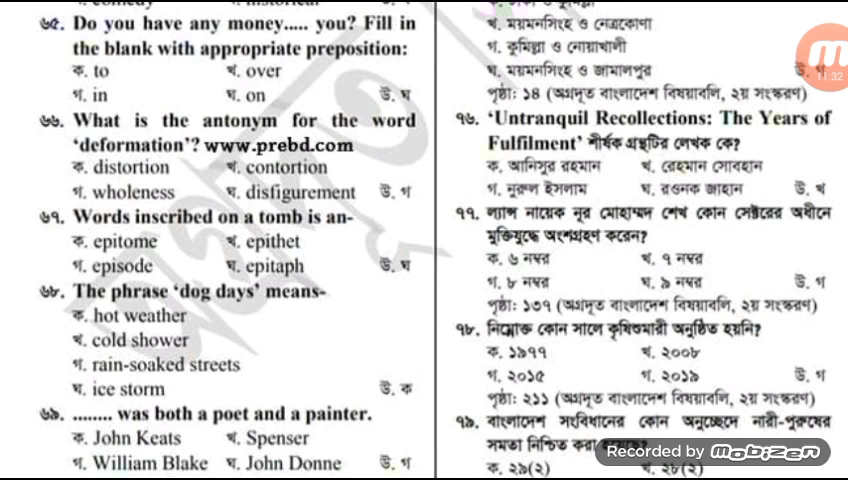 ৬৫. Do you have any money..... you? Fill in
the blank with appropriate preposition:
ক. to খ. over
গ. in ঘ. on উ. ঘ
৬৬. What is the antonym for the word
‘deformation’? www.prebd.com
ক. distortion খ. contortion
গ. wholeness ঘ. disfigurement উ. গ
৬৭. Words inscribed on a tomb is an-
ক. epitome খ. epithet
গ. episode ঘ. epitaph উ. ঘ
৬৮. The phrase ‘dog days’ means-
ক. hot weather
খ. cold shower
গ. rain-soaked streets
ঘ. ice storm উ. ক
৬৯. ........ was both a poet and a painter.
ক. John Keats খ. Spenser
গ. William Blake ঘ. John Donne উ. গ
খ. ময়মনসিংহ ও নেত্রকোণা
গ. কুমিল্লা ও নোয়াখালী
ঘ. ময়মনসিংহ ও জামালপুর উ. গ
পৃষ্ঠা: ১৪ (অগ্রদূত বাংলাদেশ বিষয়াবলি, ২য় সংস্করণ)
৭৬. ‘Untranquil Recollections: The Years of
Fulfilment’ শীর্ষক গ্রন্থটির লেখক কে?
ক. আনিসুর রহমান খ. রেহমান সোবহান
গ. নুরুল ইসলাম ঘ. রওনক জাহান উ. খ
৭৭. ল্যান্স নায়েক নূর মোহাম্মদ শেখ কোন সেক্টরের অধীনে
মুক্তিযুদ্ধে অংশগ্রহণ করেন?
ক. ৬ নম্বর খ. ৭ নম্বর
গ. ৮ নম্বর ঘ. ৯ নম্বর উ. গ
পৃষ্ঠা: ১৩৭ (অগ্রদূত বাংলাদেশ বিষয়াবলি, ২য় সংস্করণ)
৭৮. নিম্নোক্ত কোন সালে কৃষিশুমারী অনুষ্ঠিত হয়নি?
ক. ১৯৭৭ খ. ২০০৮
গ. ২০১৫ গ. ২০১৯ উ. গ
পৃষ্ঠা: ২১১ (অগ্রদূত বাংলাদেশ বিষয়াবলি, ২য় সংস্করণ)
৭৯. বাংলাদেশ সংবিধানের কোন অনুচ্ছেদে নারী-পুরুষের
সমতা নিশ্চিত করা হয়েছে?
ক. ২৯(২) খ. ২৮(২)
11:32
Recorded by mobizen